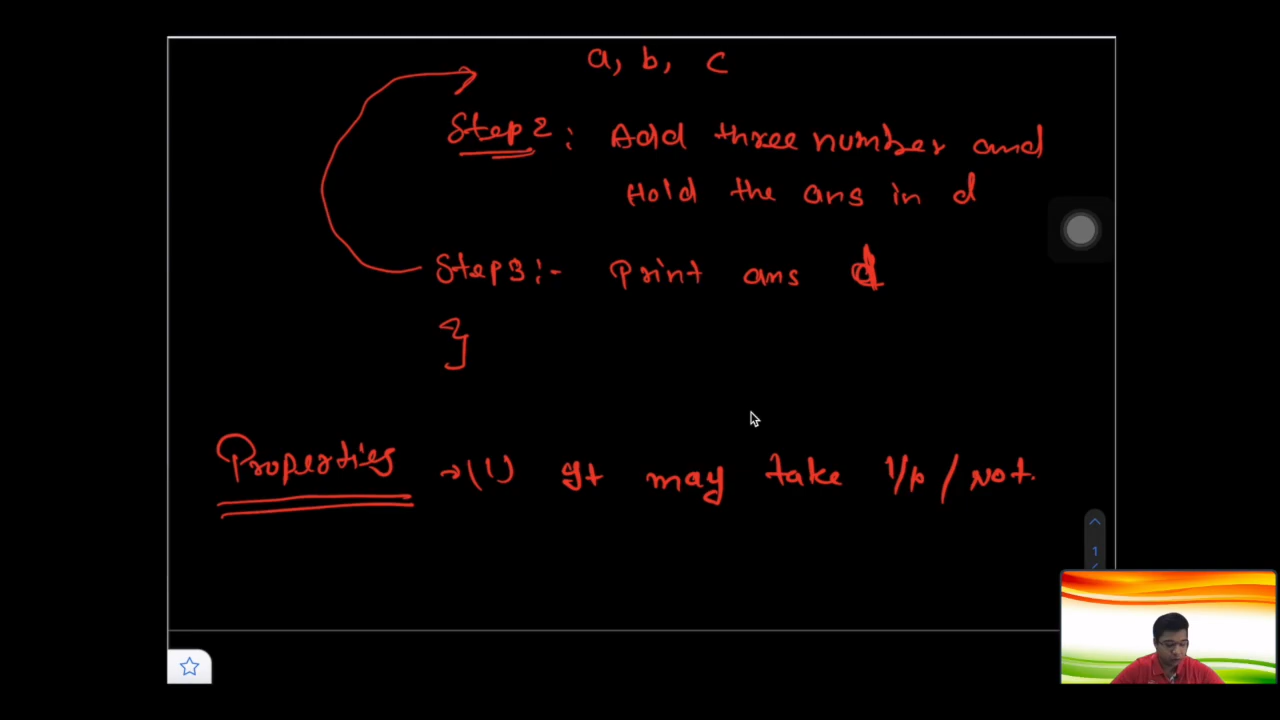 a, b, c
Step 2 : Add three number and
Hold the ans in d
Step 3 :- Print ans d
}
Properties → (1) It may take I/p / Not.
1